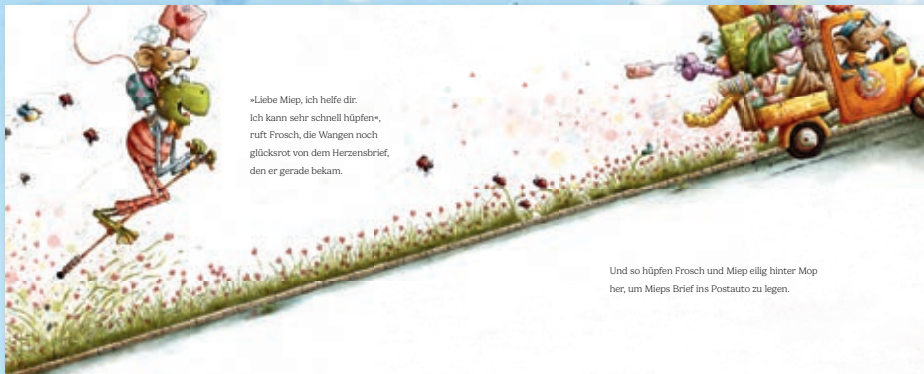 »Liebe Miep, ich helfe dir.
Ich kann sehr schnell hüpfen«,
ruft Frosch, die Wangen noch
glücksrot von dem Herzensbrief,
den er gerade bekam.
Und so hüpfen Frosch und Miep eilig hinter Mop
her, um Mieps Brief ins Postauto zu legen.